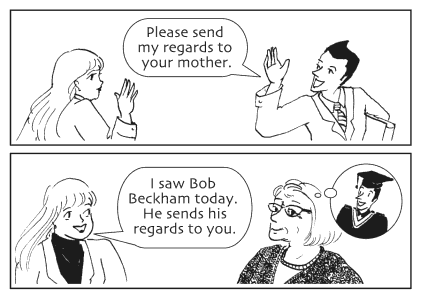 Please send
my regards to
your mother.
I saw Bob
Beckham today.
He sends his
regards to you.